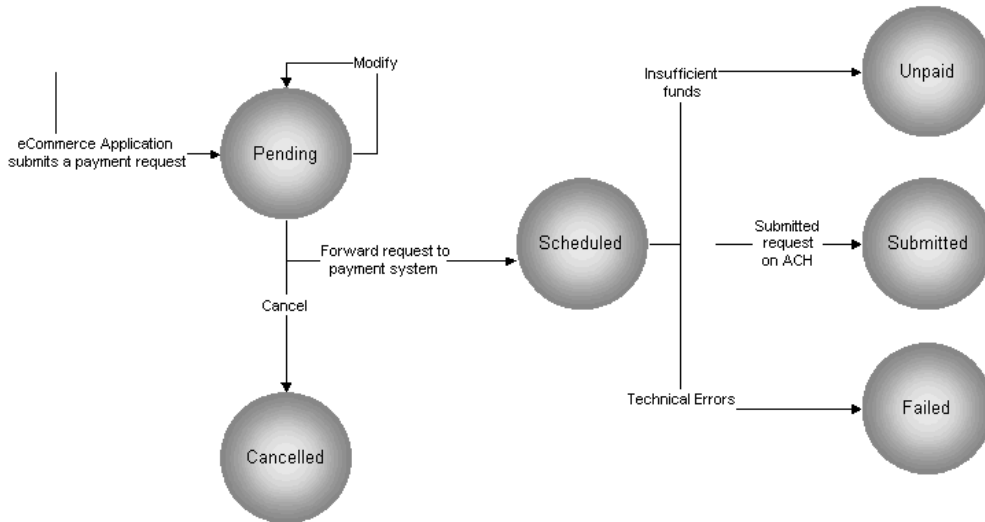 Modify
Insufficient
funds
Unpaid
eCommerce Application
submits a payment request
Pending
Forward request to
payment system
Scheduled
Submitted
request
on ACH
Submitted
Cancel
Technical Errors
Failed
Cancelled